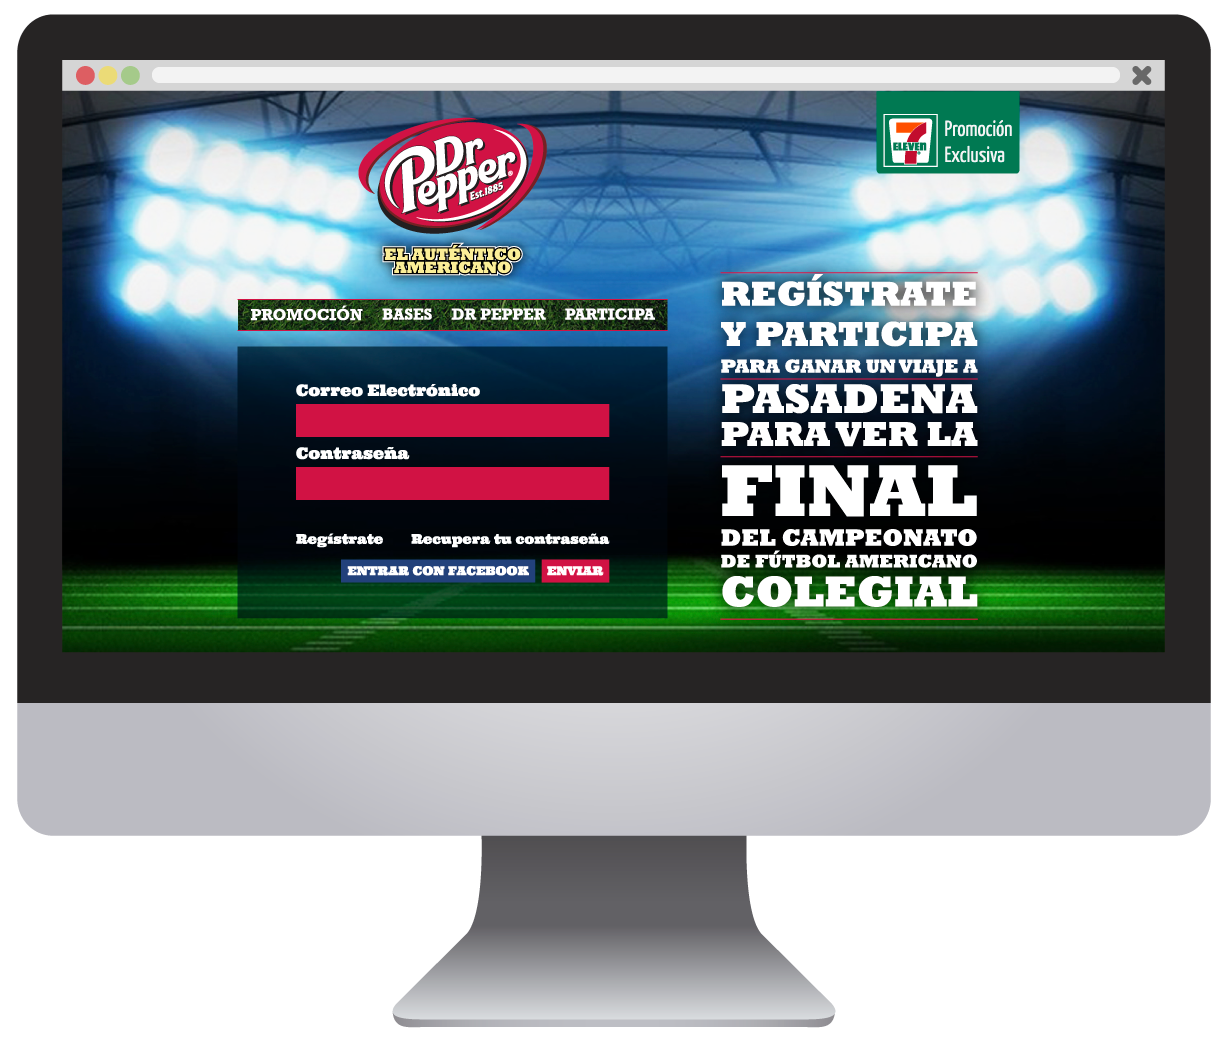 Dr
Pepper®
Est.1885
EL AUTÉNTICO
AMERICANO
7
ELEVEN
Promoción
Exclusiva
PROMOCIÓN BASES DR PEPPER PARTICIPA
Correo Electrónico
Contraseña
Regístrate Recupera tu contraseña
ENTRAR CON FACEBOOK ENVIAR
REGÍSTRATE
Y PARTICIPA
PARA GANAR UN VIAJE A
PASADENA
PARA VER LA
FINAL
DEL CAMPEONATO
DE FÚTBOL AMERICANO
COLEGIAL